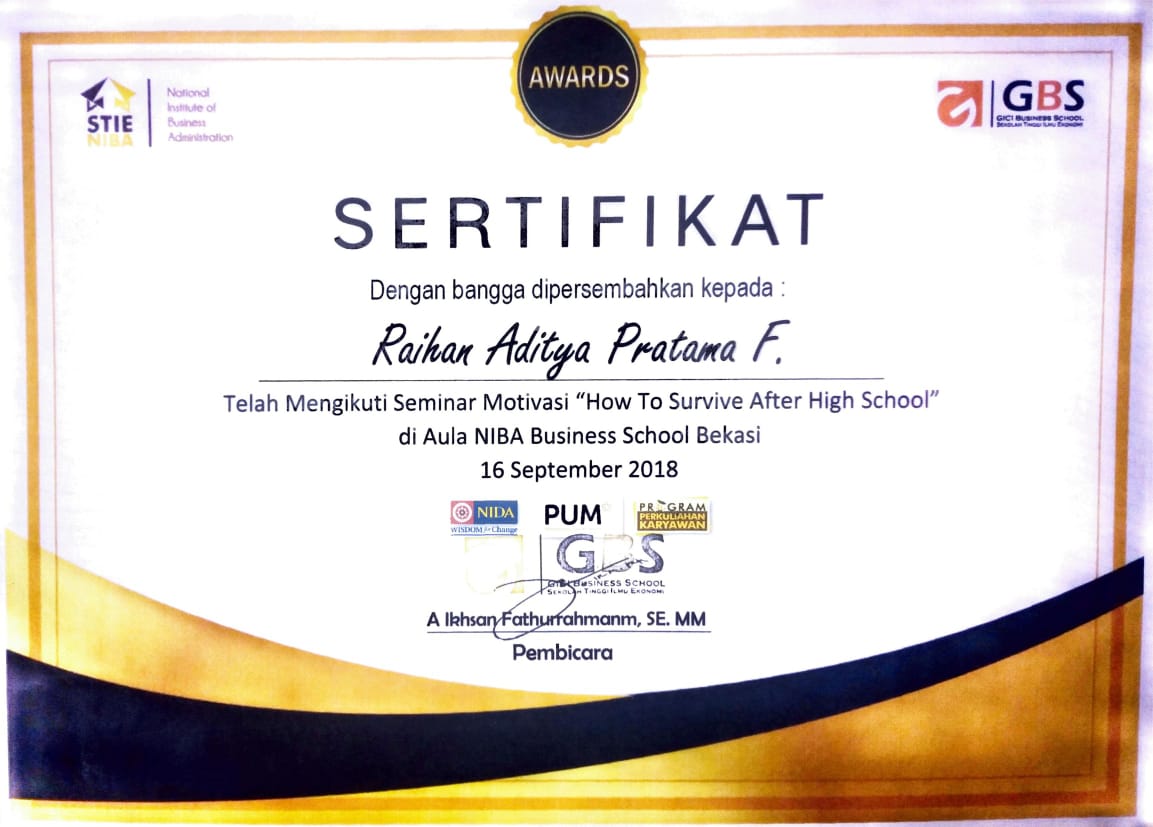 AWARDS
STIE
NIBA
National
Institute of
Business
Administration
GBS
GICI BUSINESS SCHOOL
SEKOLAH TINGGI ILMU EKONOMI
SERTIFIKAT
Dengan bangga dipersembahkan kepada :
Raihan Aditya Pratama F.
Telah Mengikuti Seminar Motivasi “How To Survive After High School”
di Aula NIBA Business School Bekasi
16 September 2018
NIDA
WISDOM for Change
PUM
PROGRAM
PERKULIAHAN
KARYAWAN
GBS
GICI BUSINESS SCHOOL
SEKOLAH TINGGI ILMU EKONOMI
A Ikhsan Fathurrahmanm, SE. MM
Pembicara